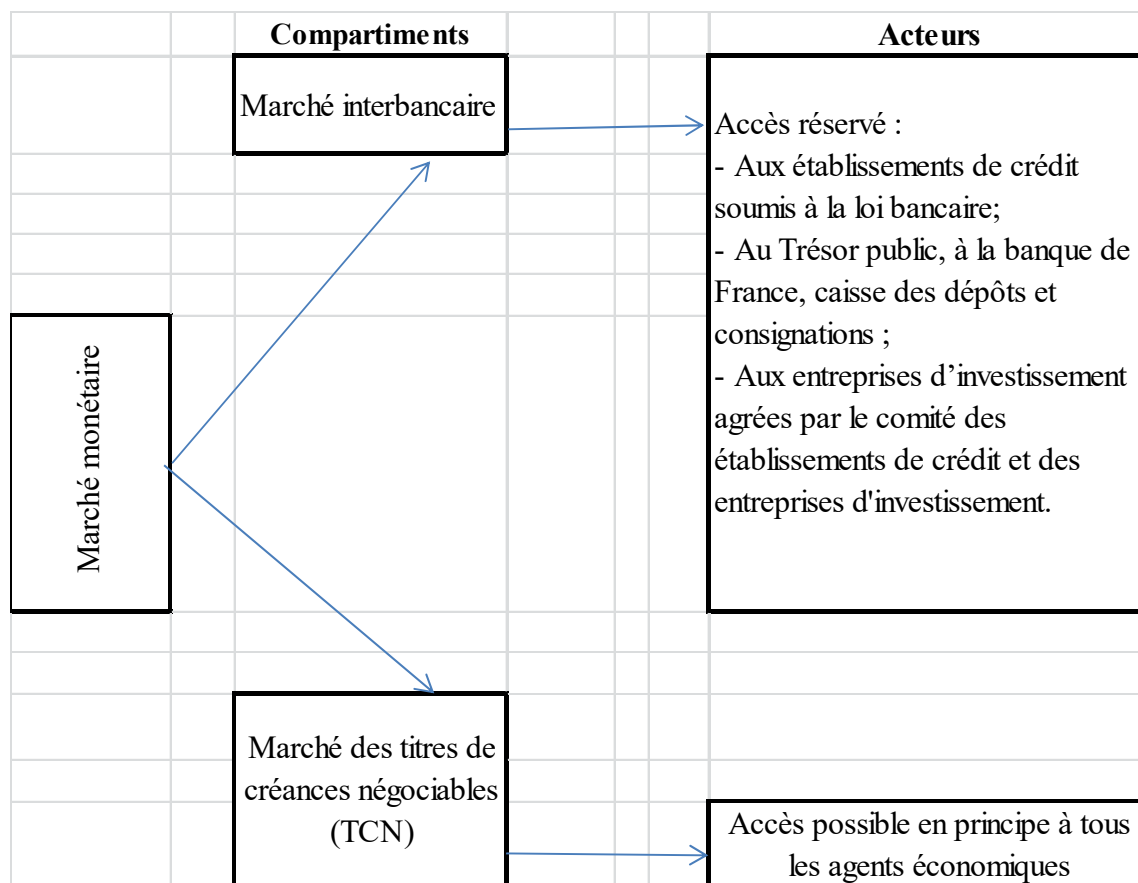 Compartiments
Acteurs
Marché interbancaire
Accès réservé :
- Aux établissements de crédit
soumis à la loi bancaire;
- Au Trésor public, à la banque de
France, caisse des dépôts et
consignations ;
- Aux entreprises d’investissement
agrées par le comité des
établissements de crédit et des
entreprises d'investissement.
Marché monétaire
Marché des titres de
créances négociables
(TCN)
Accès possible en principe à tous
les agents économiques